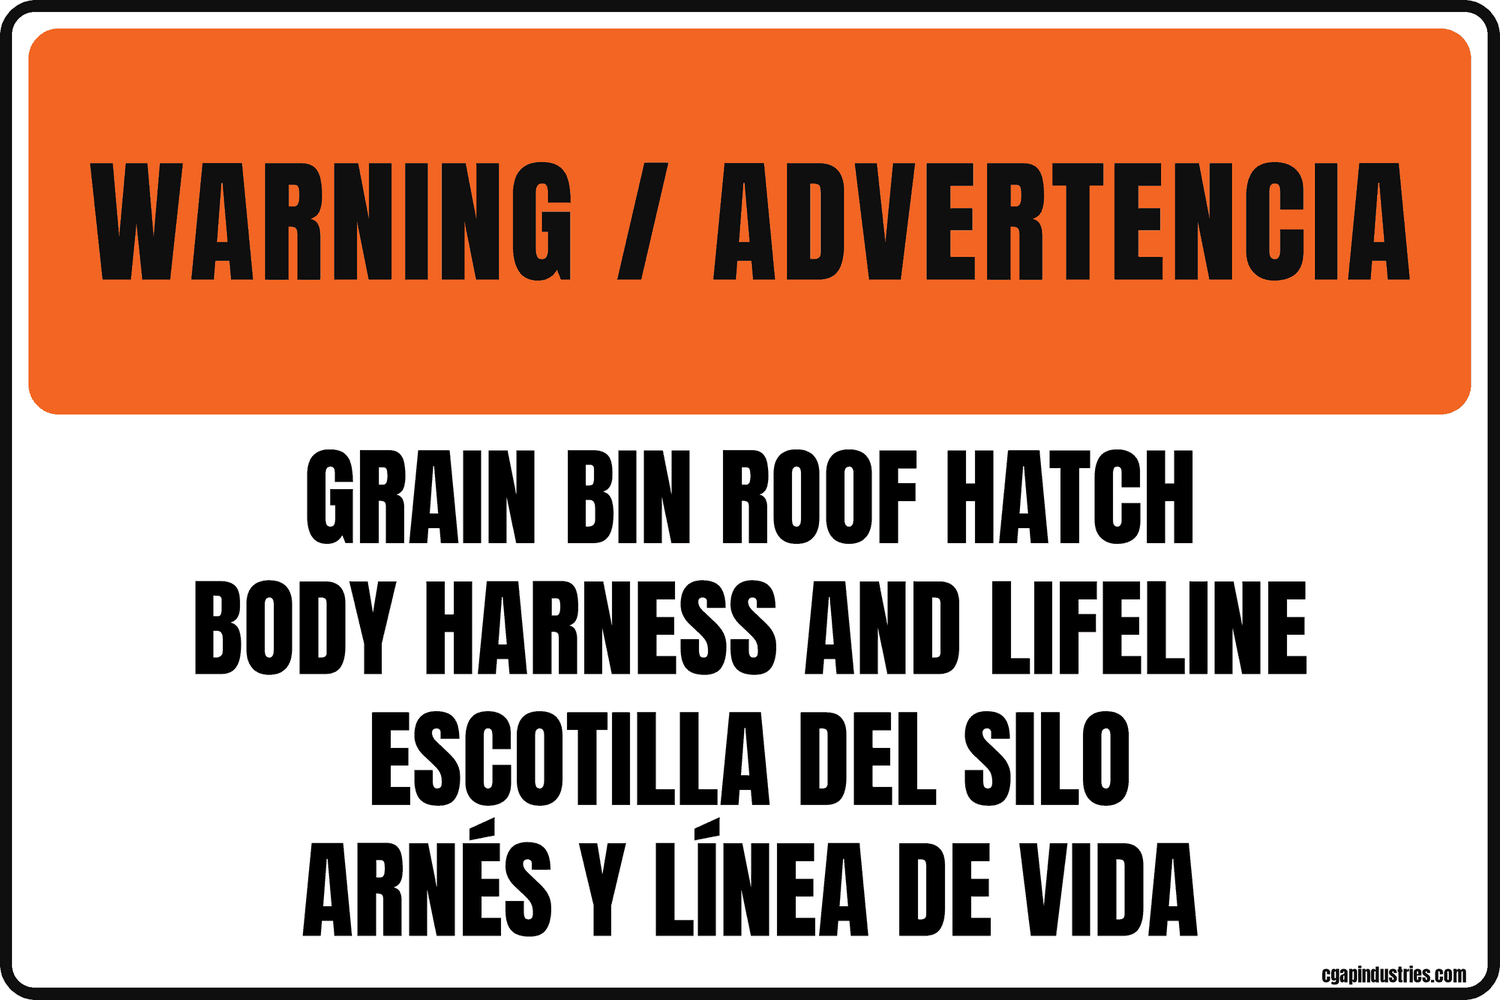 WARNING / ADVERTENCIA
GRAIN BIN ROOF HATCH
BODY HARNESS AND LIFELINE
ESCOTILLA DEL SILO
ARNÉS Y LÍNEA DE VIDA
cgapindustries.com